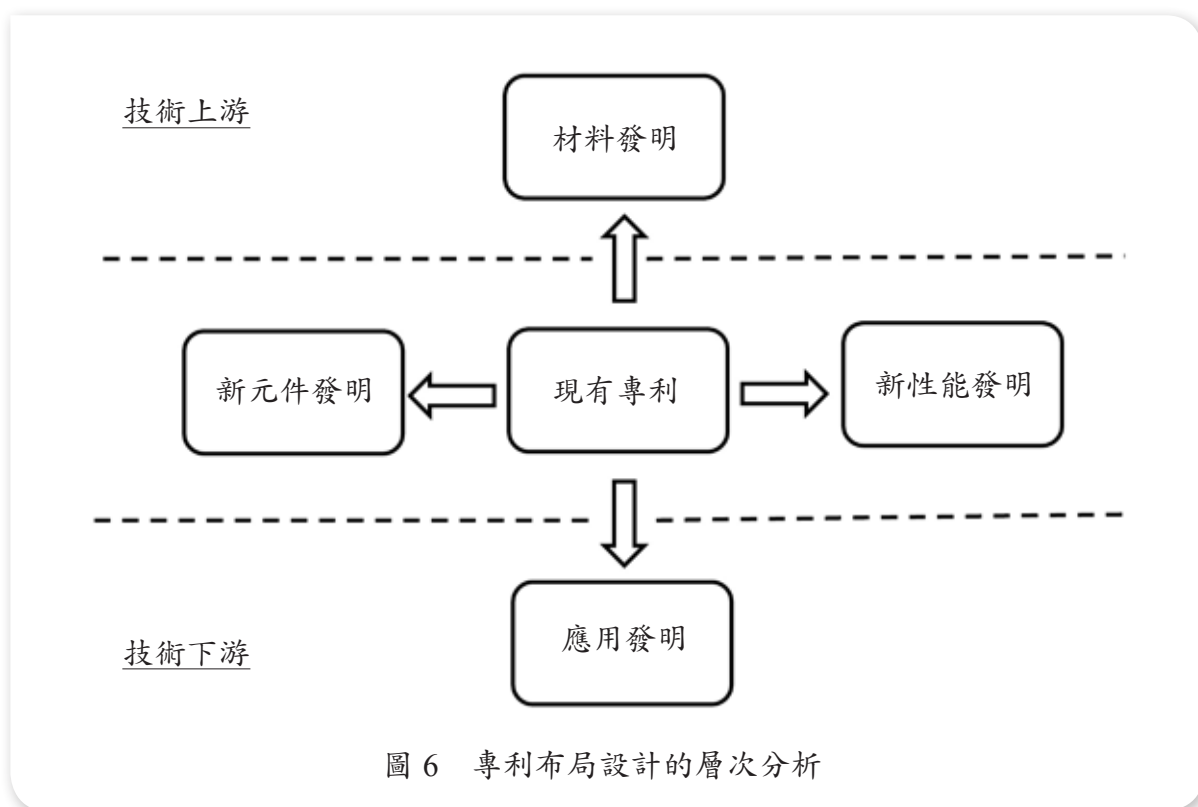 技術上游
材料發明
新元件發明
現有專利
新性能發明
應用發明
技術下游
圖 6 專利布局設計的層次分析